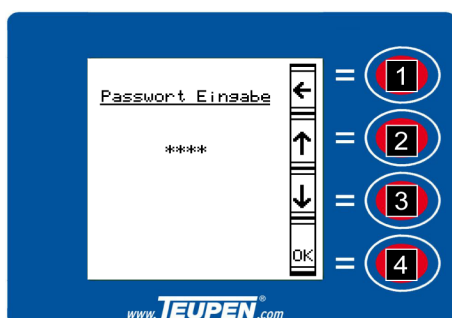 Passwort Eingabe
****
←
↑
↓
OK
= 1
= 2
= 3
= 4
www. TEUPEN® .com